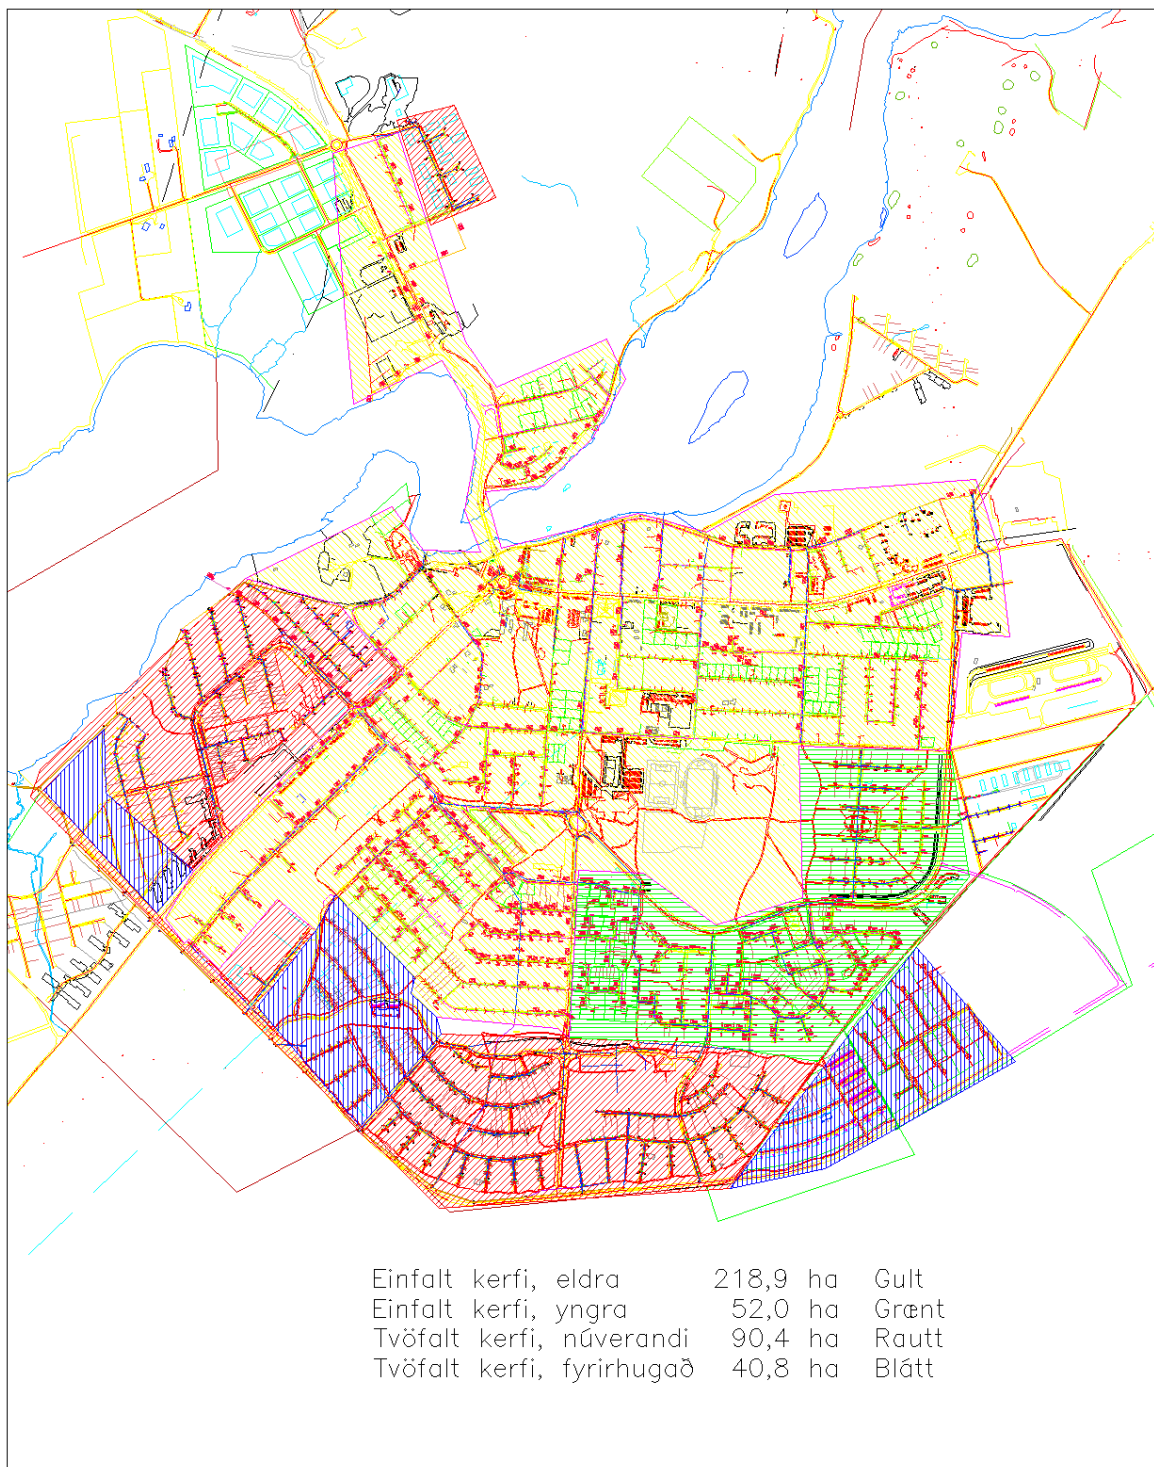 Einfalt kerfi, eldra 218,9 ha Gult
Einfalt kerfi, yngra 52,0 ha Grænt
Tvöfalt kerfi, núverandi 90,4 ha Rautt
Tvöfalt kerfi, fyrirhugað 40,8 ha Blátt